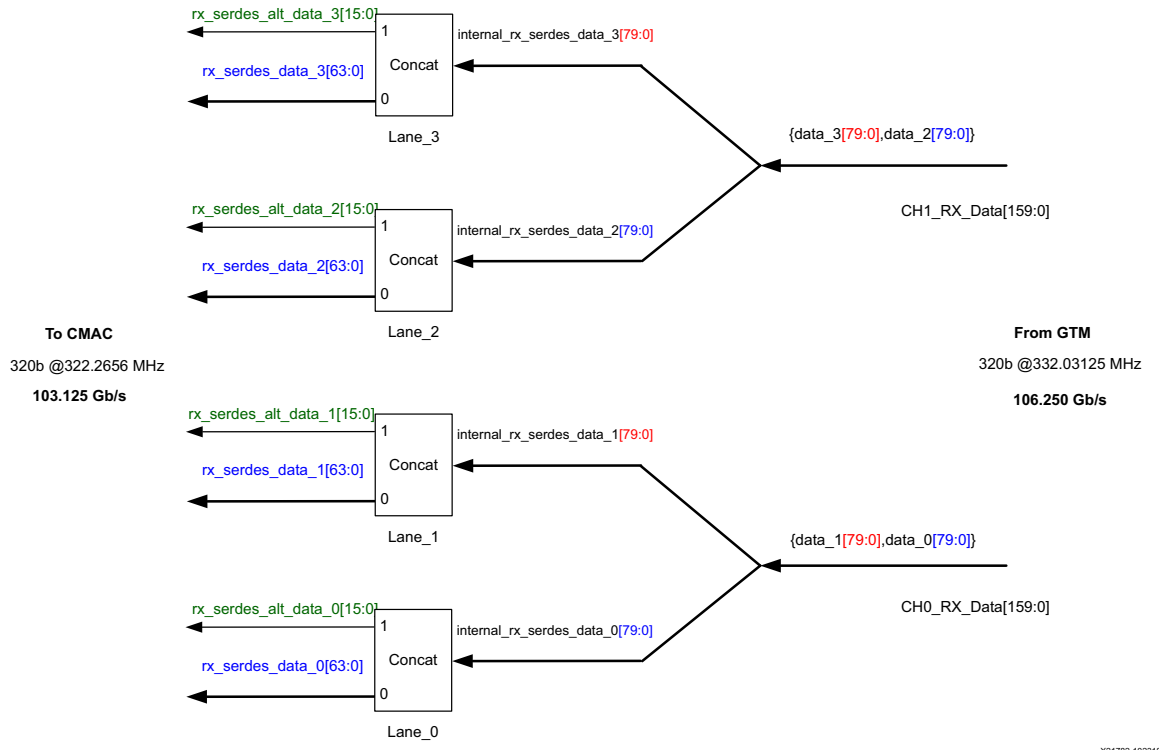 rx_serdes_alt_data_3[15:0]
1
internal_rx_serdes_data_3[79:0]
rx_serdes_data_3[63:0]
Concat
0
Lane_3
{data_3[79:0],data_2[79:0]}
CH1_RX_Data[159:0]
rx_serdes_alt_data_2[15:0]
1
internal_rx_serdes_data_2[79:0]
rx_serdes_data_2[63:0]
Concat
0
Lane_2
To CMAC
320b @322.2656 MHz
103.125 Gb/s
From GTM
320b @332.03125 MHz
106.250 Gb/s
rx_serdes_alt_data_1[15:0]
1
internal_rx_serdes_data_1[79:0]
rx_serdes_data_1[63:0]
Concat
0
Lane_1
{data_1[79:0],data_0[79:0]}
CH0_RX_Data[159:0]
rx_serdes_alt_data_0[15:0]
1
internal_rx_serdes_data_0[79:0]
rx_serdes_data_0[63:0]
Concat
0
Lane_0